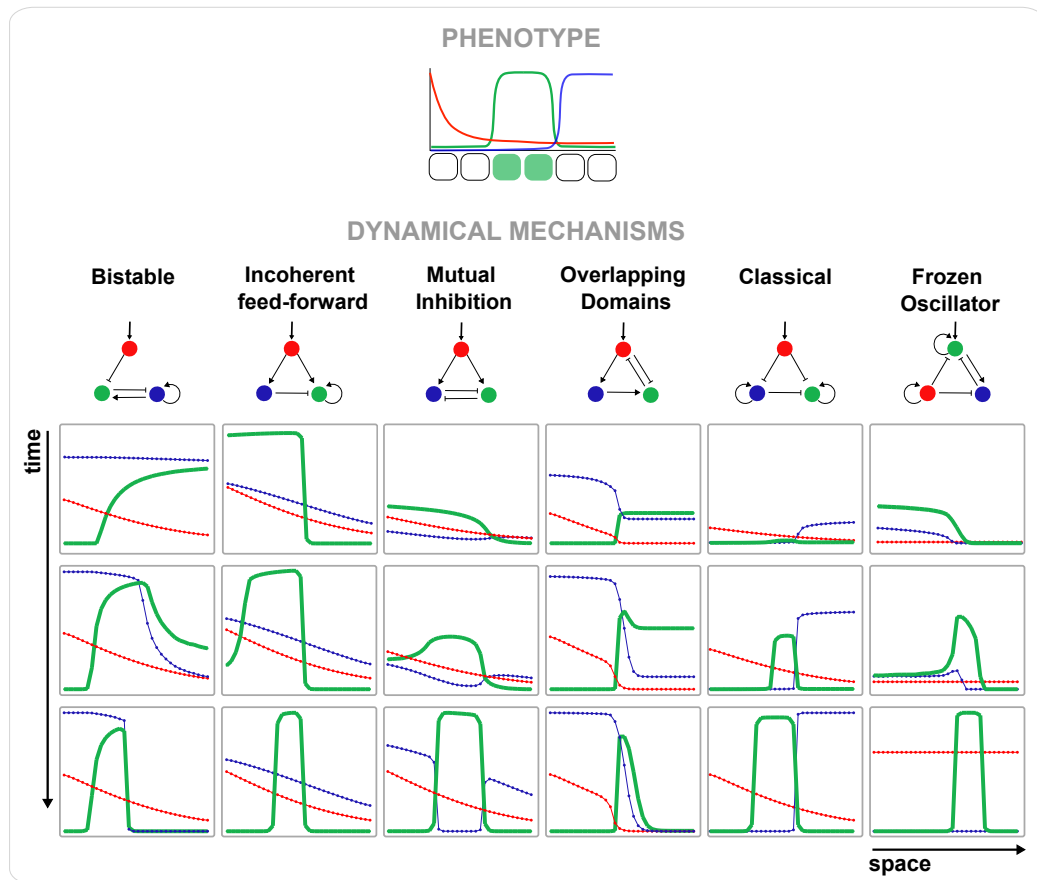 PHENOTYPE
DYNAMICAL MECHANISMS
Bistable
Incoherent
feed-forward
Mutual
Inhibition
Overlapping
Domains
Classical
Frozen
Oscillator
time
space